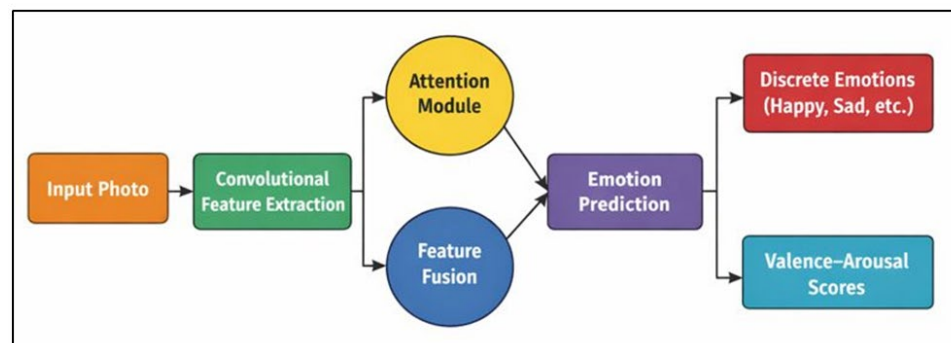 Input Photo
Convolutional
Feature Extraction
Attention
Module
Feature
Fusion
Emotion
Prediction
Discrete Emotions
(Happy, Sad, etc.)
Valence–Arousal
Scores